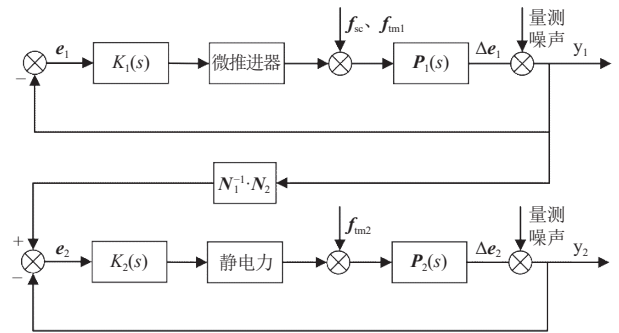 f_sc、f_tm1
量测
噪声
e_1
K_1(s)
微推进器
P_1(s)
Δe_1
y_1
−
N_1^{-1}·N_2
f_tm2
量测
噪声
+
e_2
K_2(s)
静电力
P_2(s)
Δe_2
y_2
−